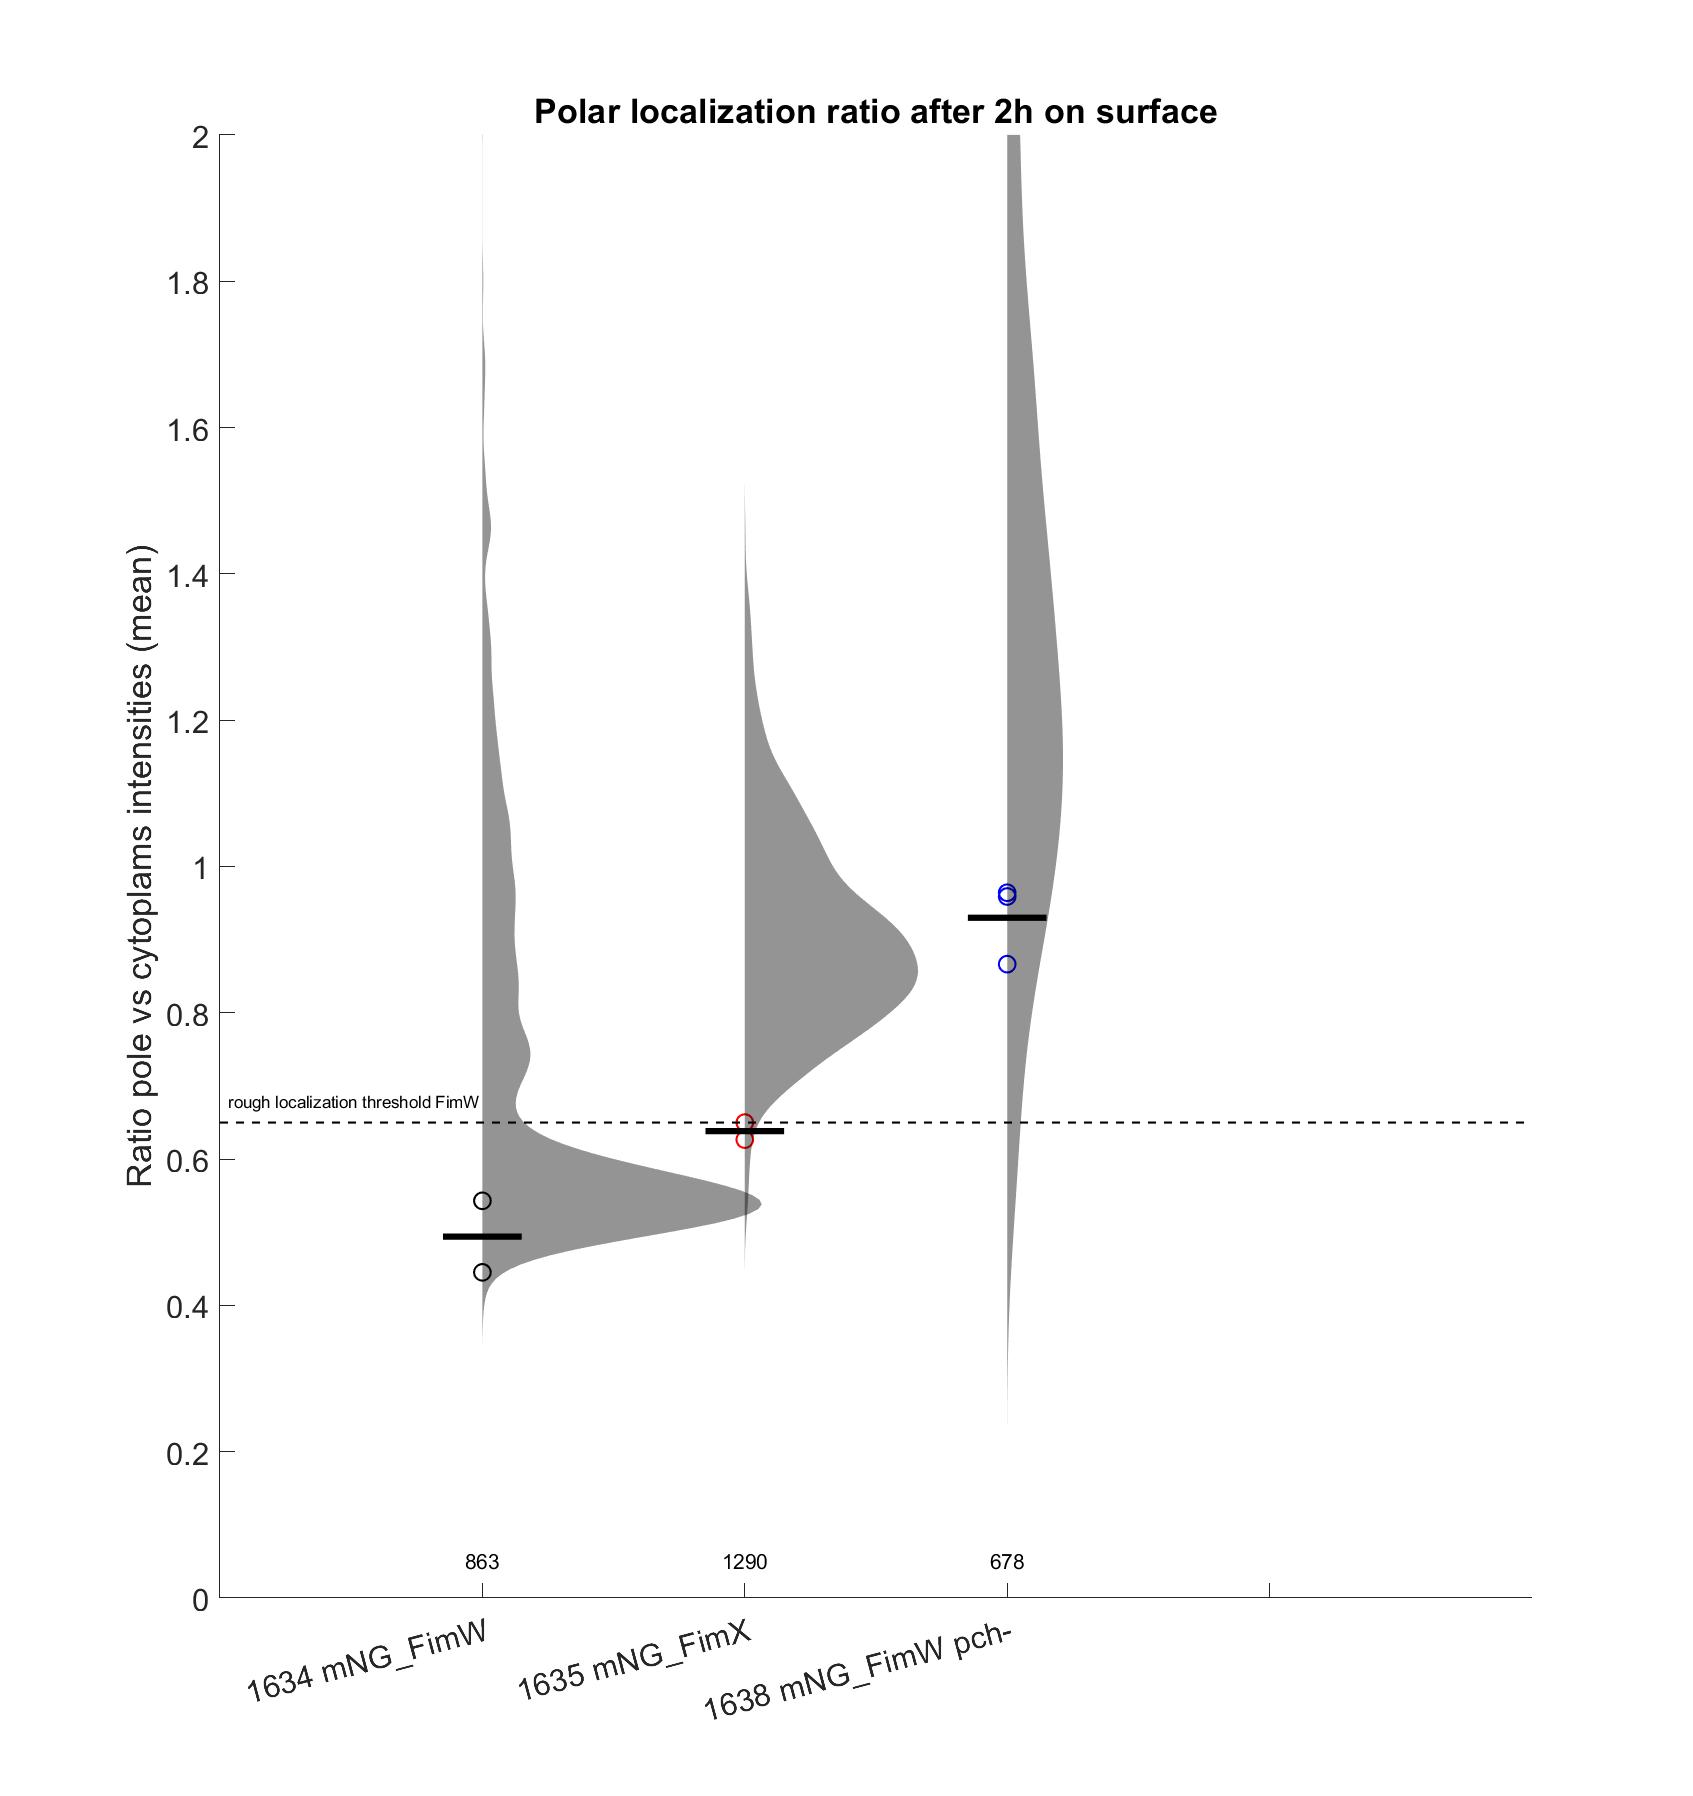 Polar localization ratio after 2h on surface
Ratio pole vs cytoplams intensities (mean)
2
1.8
1.6
1.4
1.2
1
0.8
0.6
0.4
0.2
0
rough localization threshold FimW
863
1290
678
1634 mNG_FimW
1635 mNG_FimX
1638 mNG_FimW pch-